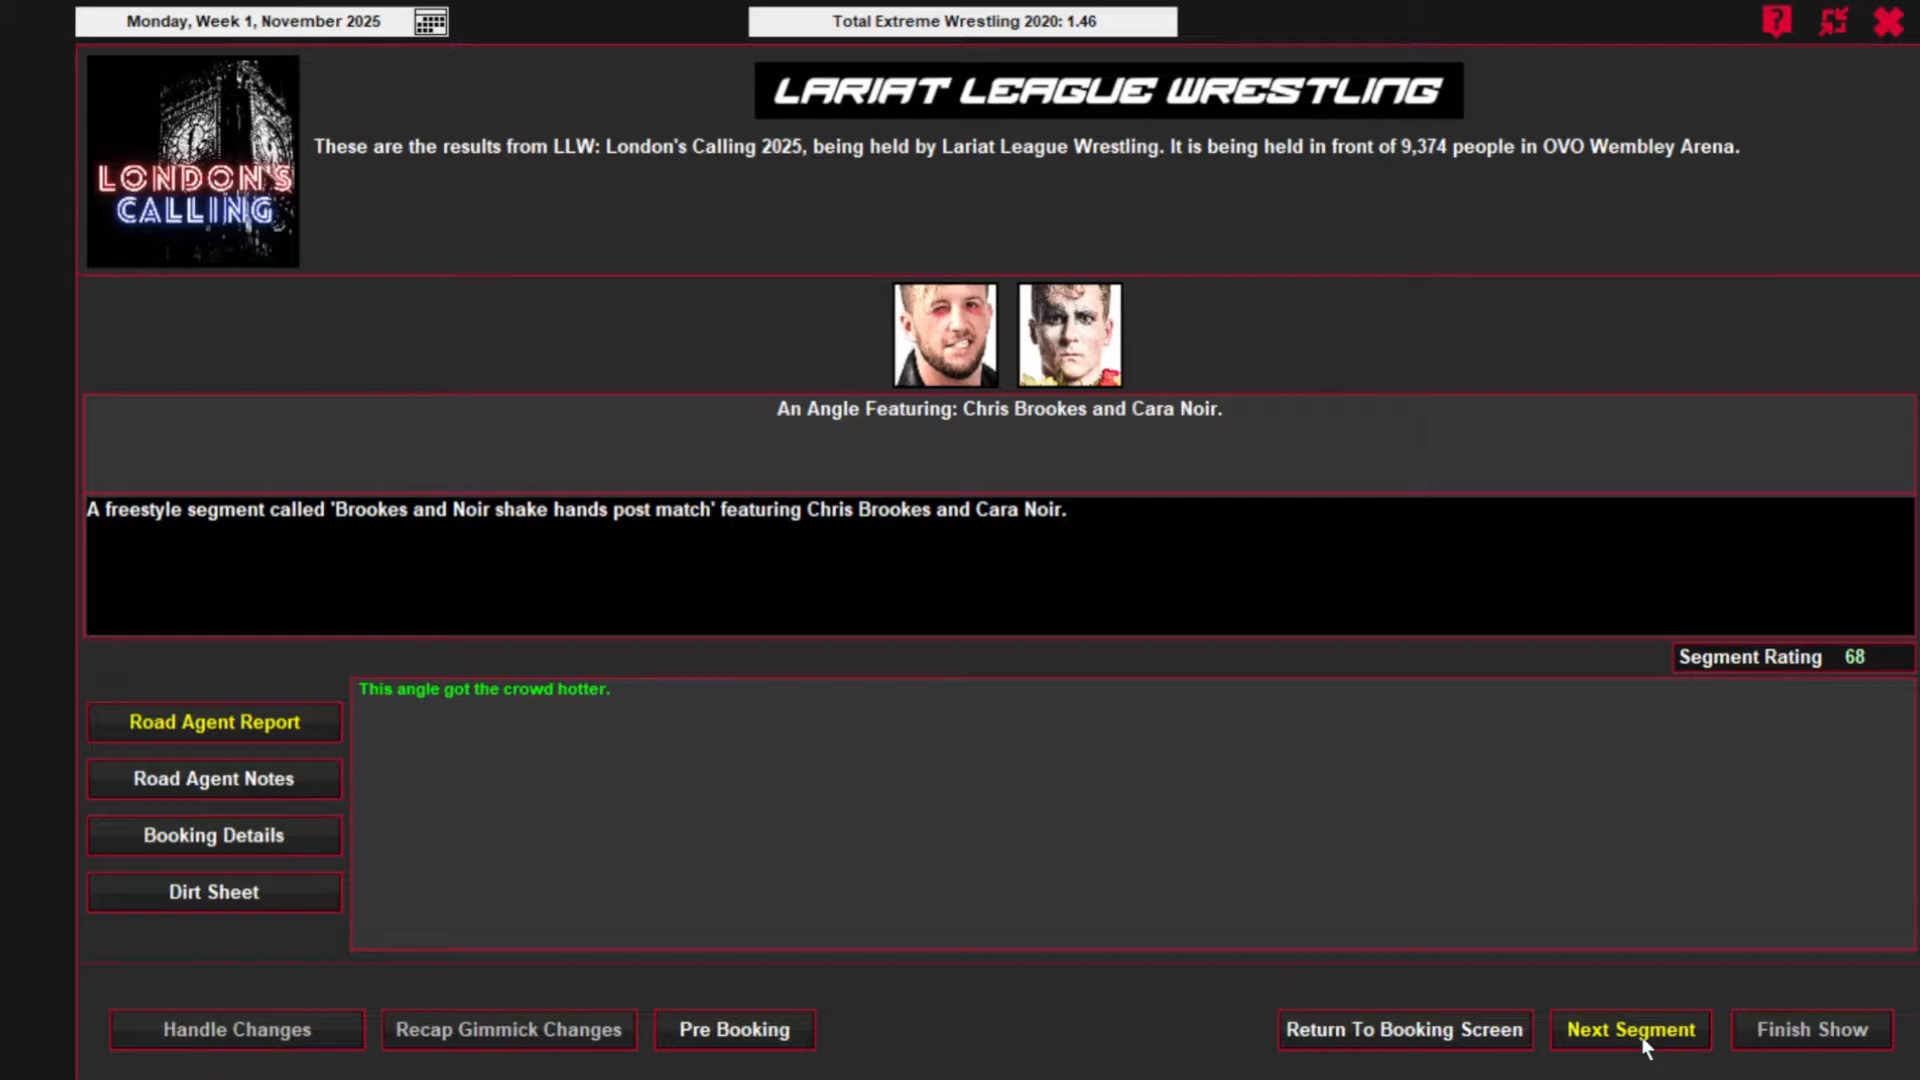 Monday, Week 1, November 2025
Total Extreme Wrestling 2020: 1.46
?
LARIAT LEAGUE WRESTLING
LONDON'S
CALLING
These are the results from LLW: London's Calling 2025, being held by Lariat League Wrestling. It is being held in front of 9,374 people in OVO Wembley Arena.
An Angle Featuring: Chris Brookes and Cara Noir.
A freestyle segment called 'Brookes and Noir shake hands post match' featuring Chris Brookes and Cara Noir.
Segment Rating 68
This angle got the crowd hotter.
Road Agent Report
Road Agent Notes
Booking Details
Dirt Sheet
Handle Changes Recap Gimmick Changes Pre Booking Return To Booking Screen Next Segment Finish Show